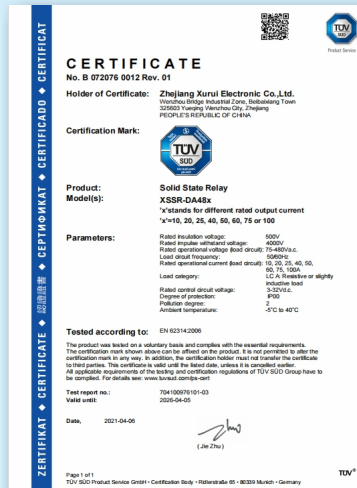 TÜV
SÜD
Product Service
CERTIFICATE
No. B 072076 0012 Rev. 01
Holder of Certificate: Zhejiang Xurui Electronic Co.,Ltd.
Wenzhou Bridge Industrial Zone, Beibaixiang Town
325603 Yueqing Wenzhou City, Zhejiang
PEOPLE'S REPUBLIC OF CHINA
Certification Mark:
TÜV
SÜD
Product: Solid State Relay
Model(s): XSSR-DA48x
'x'stands for different rated output current
'x'=10, 20, 25, 40, 50, 60, 75 or 100
Parameters:
Rated insulation voltage: 500V
Rated impulse withstand voltage: 4000V
Rated operational voltage (load circuit): 75-480Va.c.
Load circuit frequency: 50/60Hz
Rated operational current (load circuit): 10, 20, 25, 40, 50,
60, 75, 100A
Load category: LC A: Resistive or slightly
inductive load
Rated control circuit voltage: 3-32Vd.c.
Degree of protection: IP00
Pollution degree: 2
Ambient temperature: -5°C to 40°C
Tested according to: EN 62314:2006
The product was tested on a voluntary basis and complies with the essential requirements.
The certification mark shown above can be affixed on the product. It is not permitted to alter the
certification mark in any way. In addition, the certification holder must not transfer the certificate
to third parties. This certificate is valid until the listed date, unless it is cancelled earlier.
All applicable requirements of the testing and certification regulations of TÜV SÜD Group have to
be complied. For details see: www.tuvsud.com/ps-cert
Test report no.: 704100976101-03
Valid until: 2026-04-05
Date, 2021-04-06
( Jie Zhu )
Page 1 of 1
TÜV SÜD Product Service GmbH • Certification Body • Ridlerstraße 65 • 80339 Munich • Germany
TÜV®
ZERTIFIKAT ◆ CERTIFICATE ◆ 認證證書 ◆ СЕРТИФИКАТ ◆ CERTIFICADO ◆ CERTIFICAT